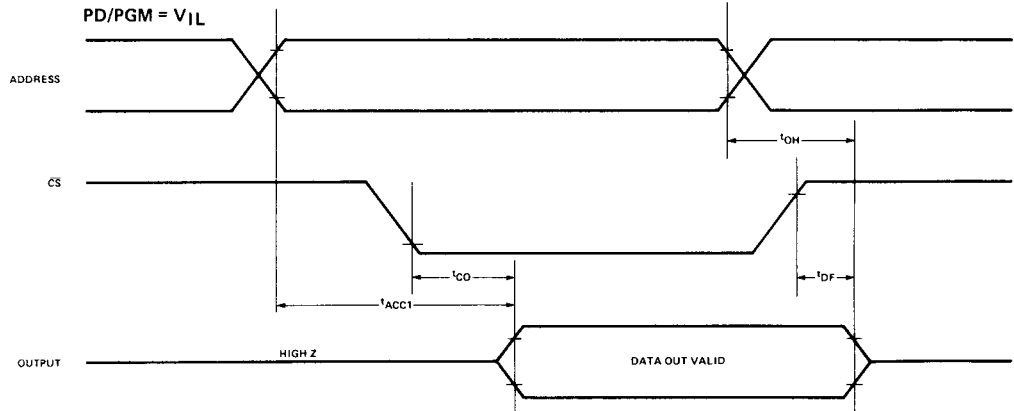 PD/PGM = VIL
ADDRESS
tOH
CS
tCO
tDF
tACC1
HIGH Z
DATA OUT VALID
OUTPUT